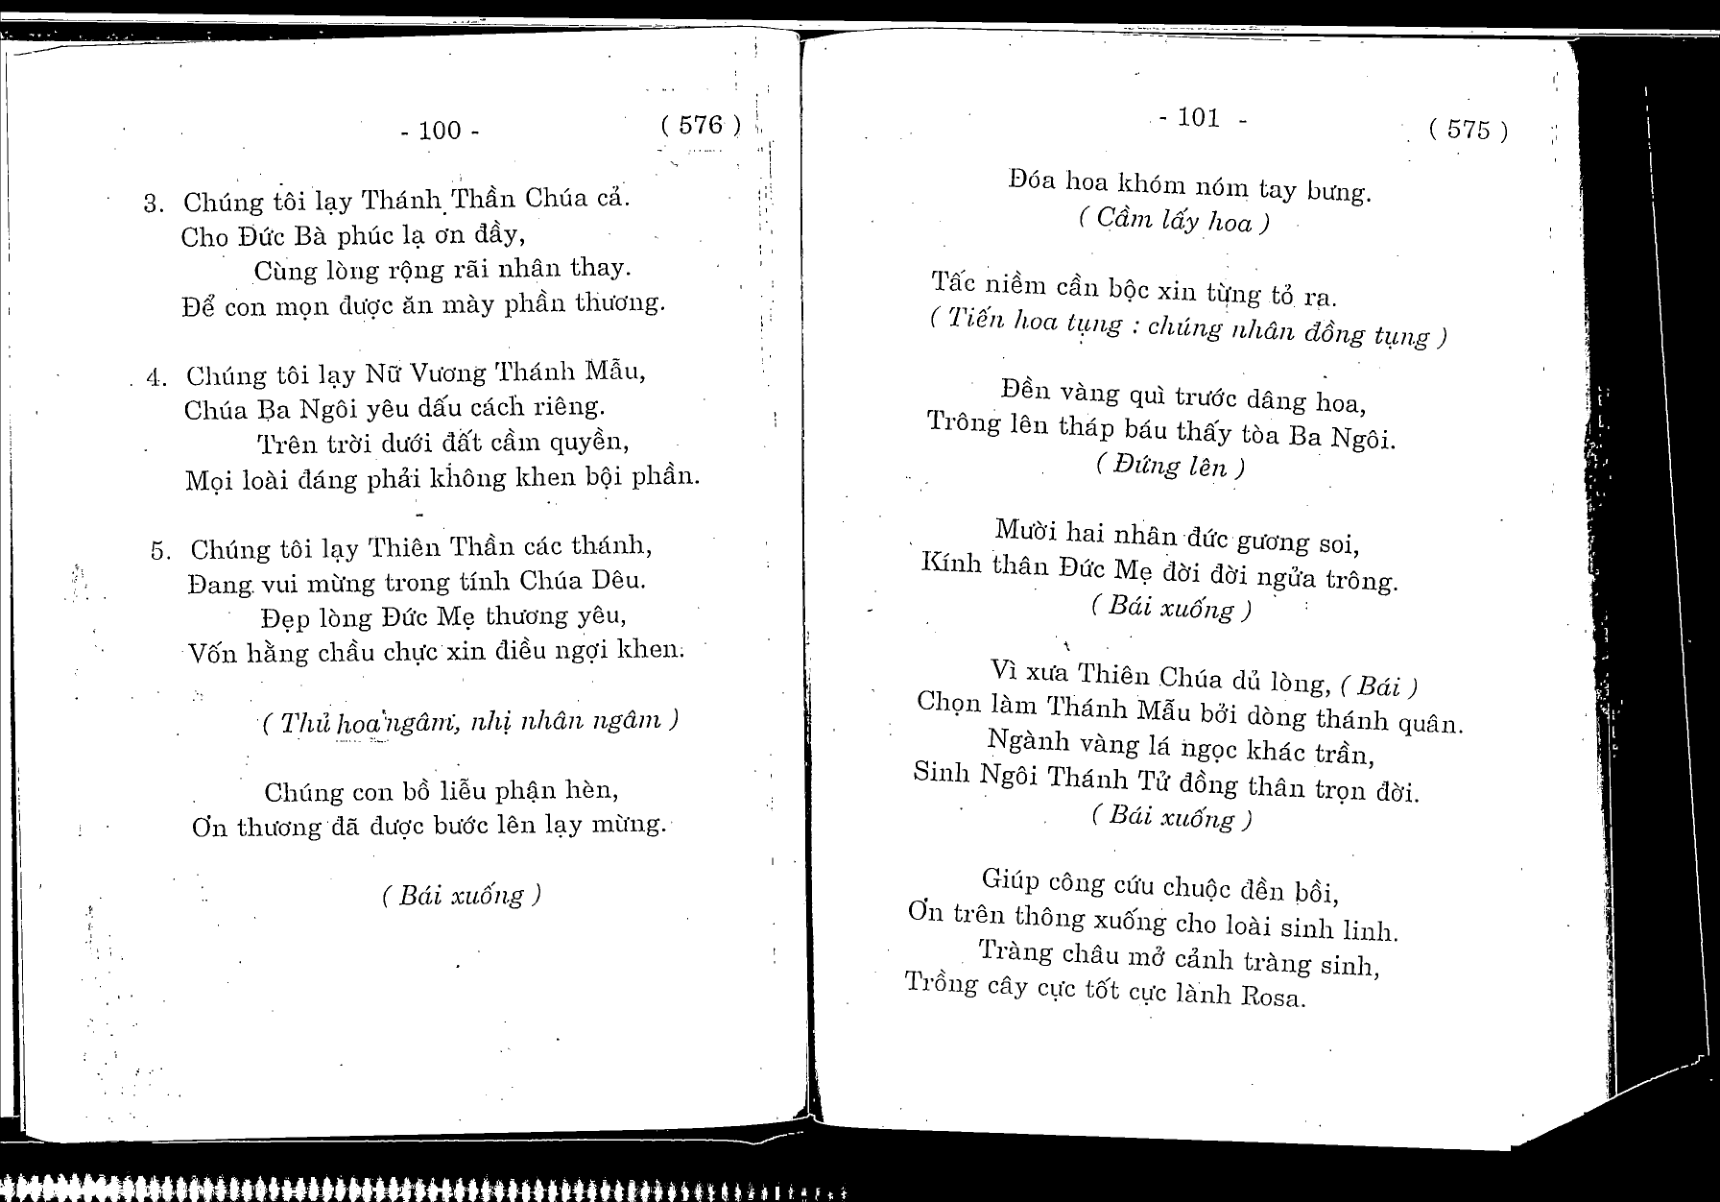 - 100 -
( 576 )
3. Chúng tôi lạy Thánh Thần Chúa cả.
Cho Đức Bà phúc lạ ơn đầy,
Cùng lòng rộng rãi nhân thay.
Để con mọn được ăn mày phần thương.
4. Chúng tôi lạy Nữ Vương Thánh Mẫu,
Chúa Ba Ngôi yêu dấu cách riêng.
Trên trời dưới đất cầm quyền,
Mọi loài đáng phải không khen bội phần.
5. Chúng tôi lạy Thiên Thần các thánh,
Đang vui mừng trong tính Chúa Dêu.
Đẹp lòng Đức Mẹ thương yêu,
Vốn hằng chầu chực xin điều ngợi khen.
( Thủ hoa ngâm, nhị nhân ngâm )
Chúng con bồ liễu phận hèn,
Ơn thương đã được bước lên lạy mừng.
( Bái xuống )
- 101 -
( 575 )
Đóa hoa khóm nóm tay bưng.
( Cầm lấy hoa )
Tấc niềm cần bộc xin từng tỏ ra.
( Tiến hoa tụng : chúng nhân đồng tụng )
Đền vàng quì trước dâng hoa,
Trông lên tháp báu thấy tòa Ba Ngôi.
( Đứng lên )
Mười hai nhân đức gương soi,
Kính thân Đức Mẹ đời đời ngửa trông.
( Bái xuống )
Vì xưa Thiên Chúa dủ lòng, ( Bái )
Chọn làm Thánh Mẫu bởi dòng thánh quân.
Ngành vàng lá ngọc khác trần,
Sinh Ngôi Thánh Tử đồng thân trọn đời.
( Bái xuống )
Giúp công cứu chuộc đền bồi,
Ơn trên thông xuống cho loài sinh linh.
Tràng châu mở cảnh tràng sinh,
Trồng cây cực tốt cực lành Rosa.